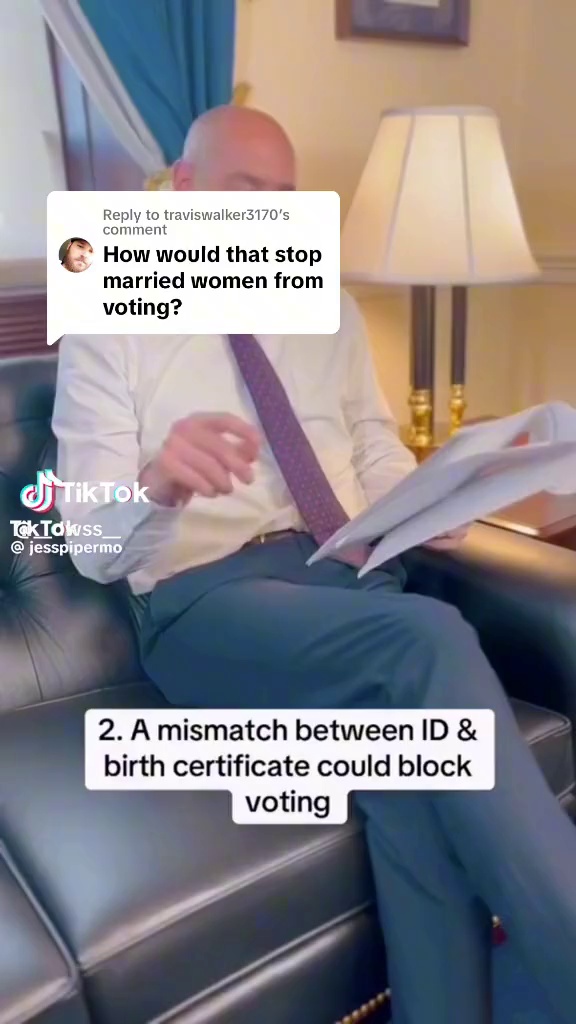 Reply to traviswalker3170's
comment
How would that stop
married women from
voting?
TikTok
TikTok
@ jesspipermo
2. A mismatch between ID &
birth certificate could block
voting